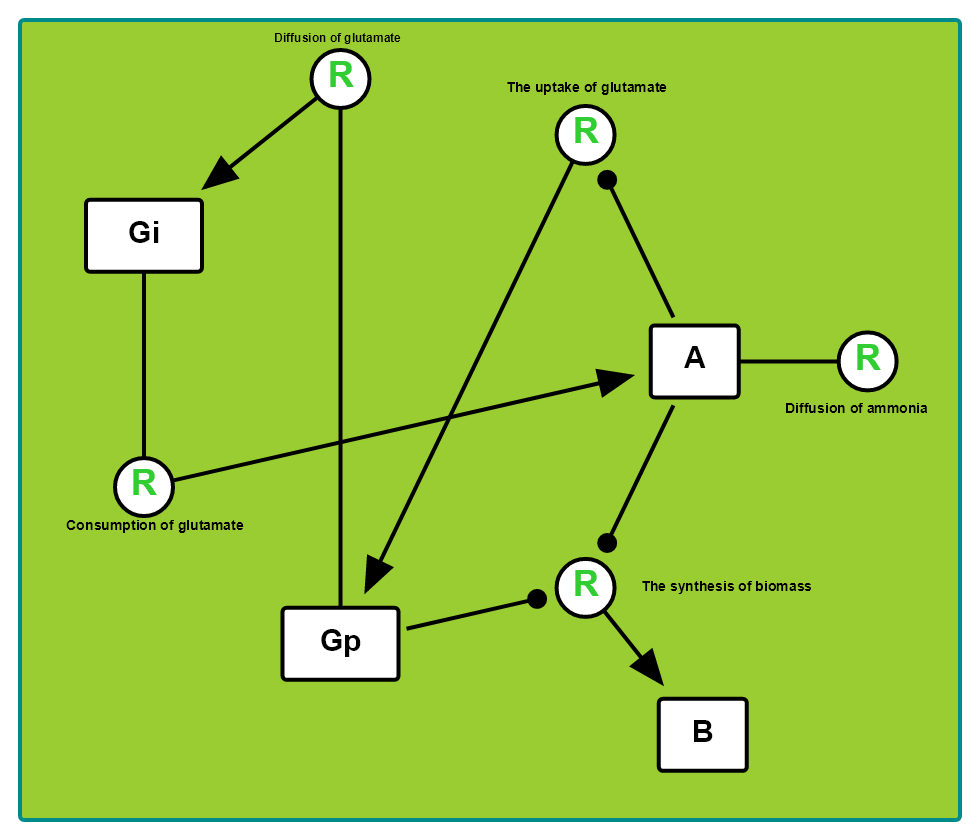 Diffusion of glutamate
R
The uptake of glutamate
R
Gi
A
R
Diffusion of ammonia
R
Consumption of glutamate
R
The synthesis of biomass
Gp
B